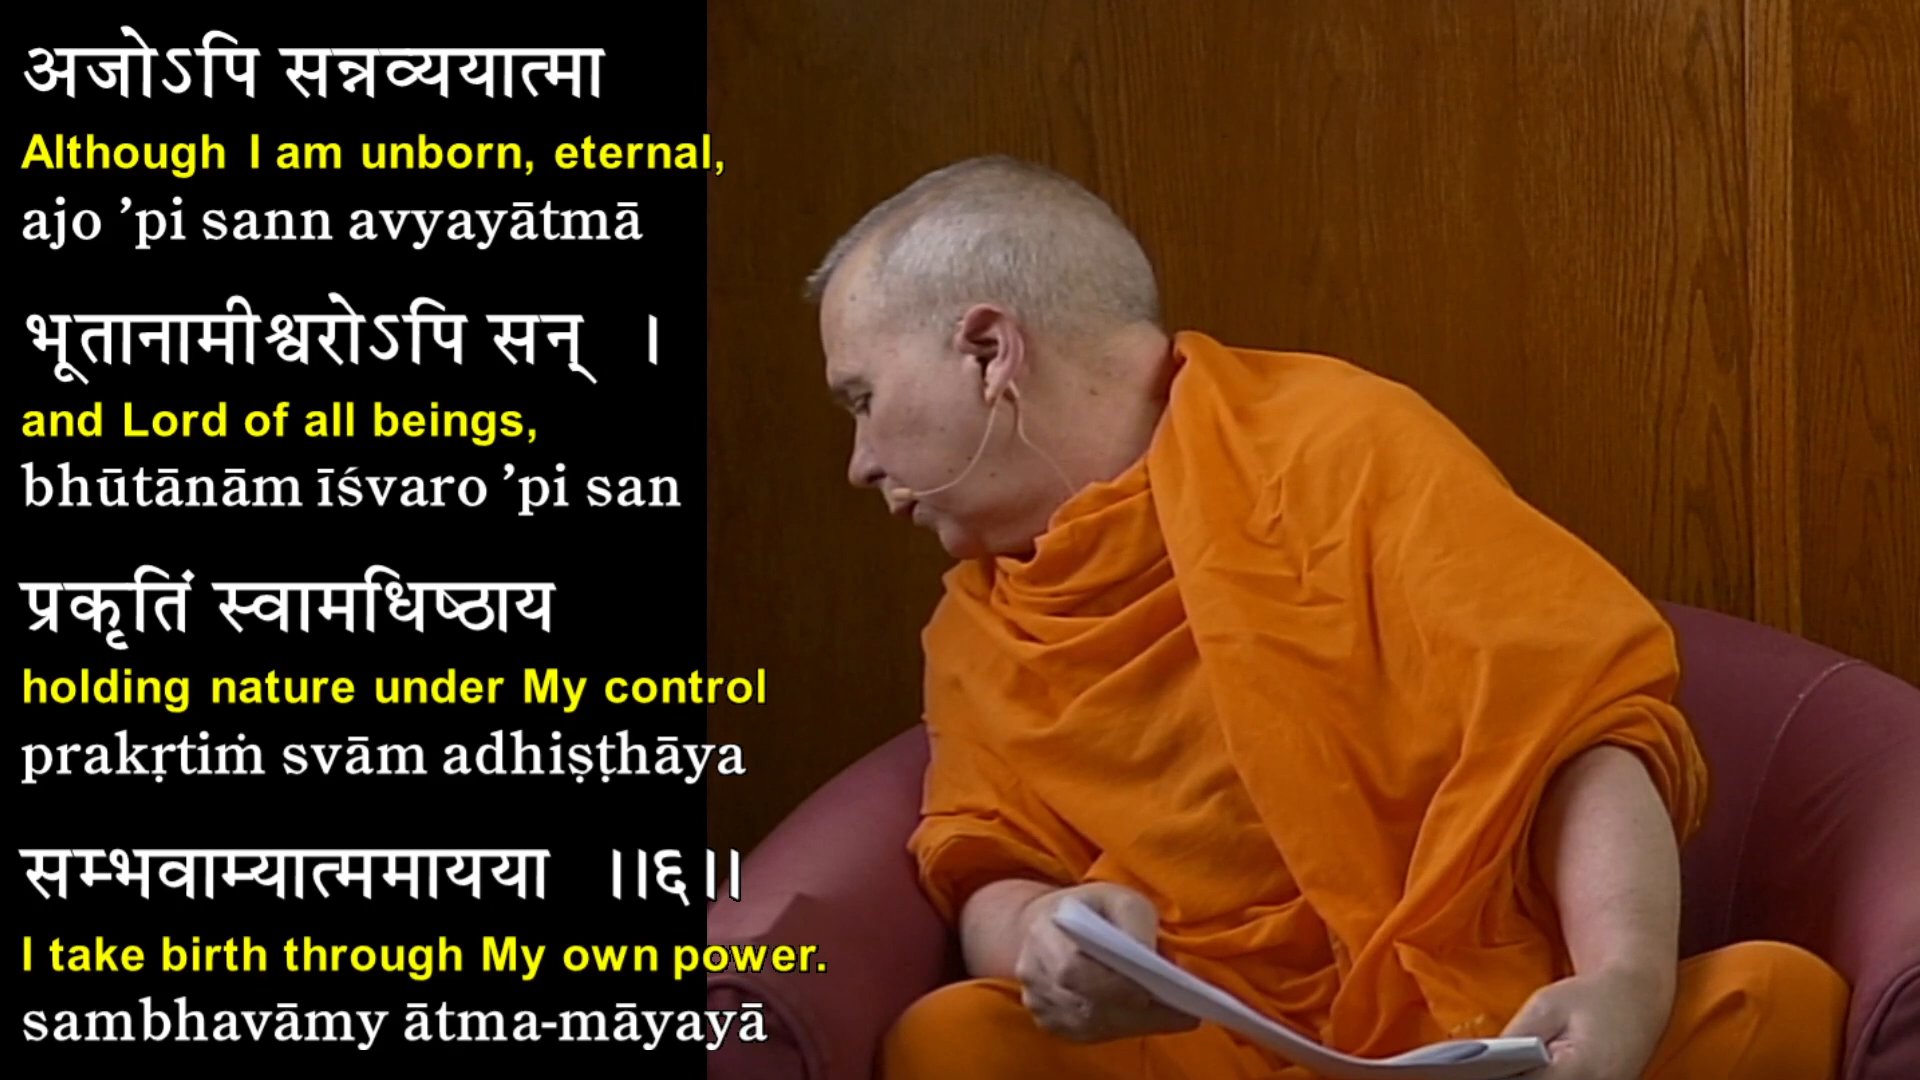 अजोऽपि सन्नव्ययात्मा
Although I am unborn, eternal,
ajo ’pi sann avyayātmā
भूतानामीश्वरोऽपि सन् ।
and Lord of all beings,
bhūtānām īśvaro ’pi san
प्रकृतिं स्वामधिष्ठाय
holding nature under My control
prakṛtiṁ svām adhiṣṭhāya
सम्भवाम्यात्ममायया ।।६।।
I take birth through My own power.
sambhavāmy ātma-māyayā